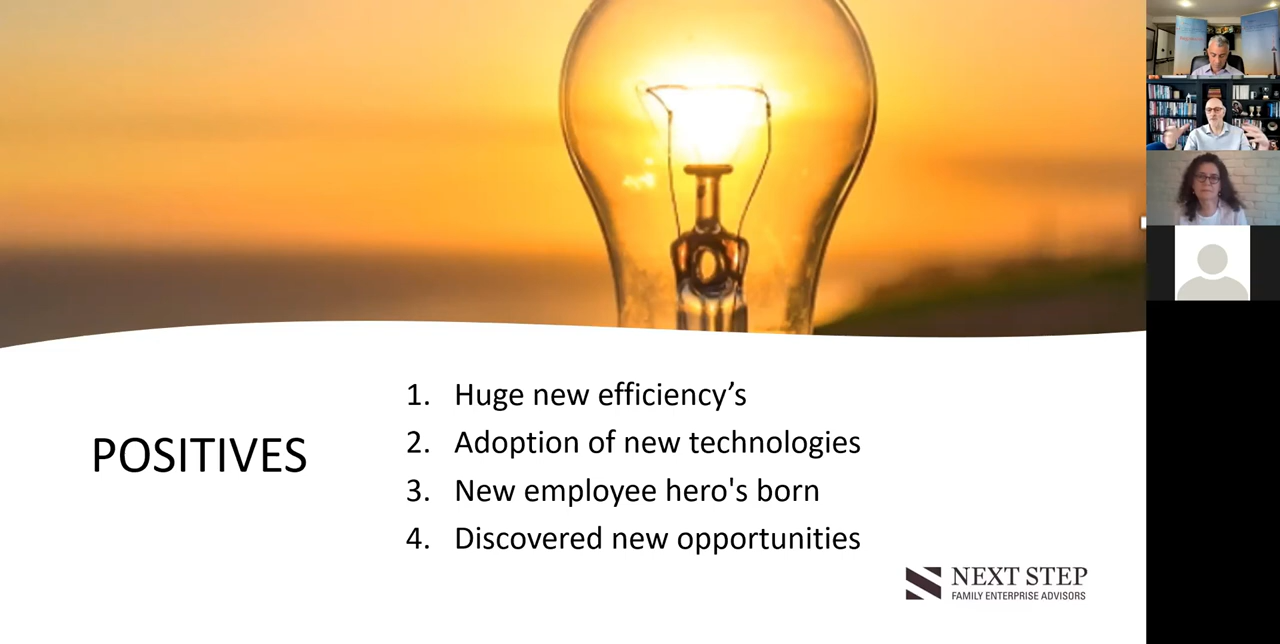 POSITIVES
1. Huge new efficiency’s
2. Adoption of new technologies
3. New employee hero's born
4. Discovered new opportunities
NEXT STEP
FAMILY ENTERPRISE ADVISORS